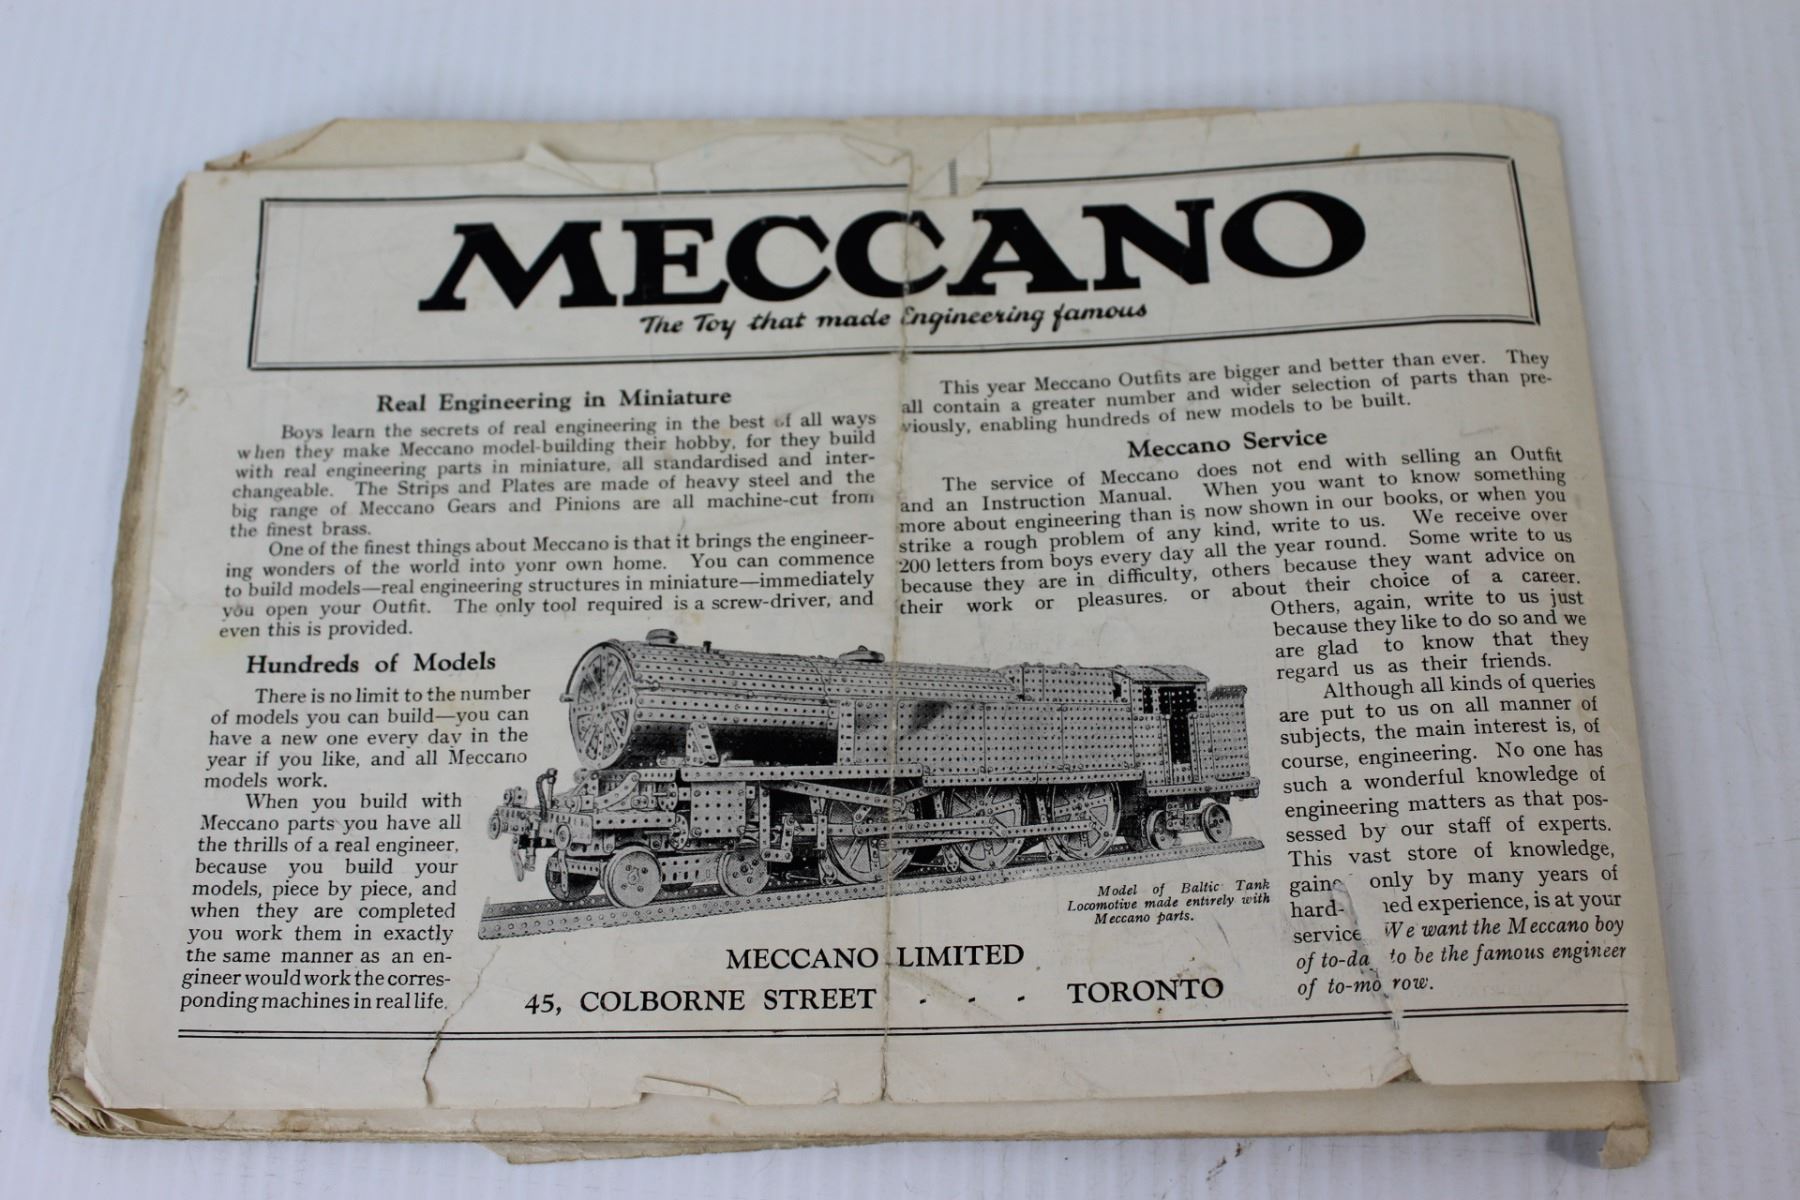 MECCANO
The Toy that made Engineering famous
Real Engineering in Miniature
Boys learn the secrets of real engineering in the best of all ways
when they make Meccano model-building their hobby, for they build
with real engineering parts in miniature, all standardised and inter-
changeable. The Strips and Plates are made of heavy steel and the
big range of Meccano Gears and Pinions are all machine-cut from
the finest brass.
One of the finest things about Meccano is that it brings the engineer-
ing wonders of the world into yonr own home. You can commence
to build models—real engineering structures in miniature—immediately
you open your Outfit. The only tool required is a screw-driver, and
even this is provided.
Hundreds of Models
There is no limit to the number
of models you can build—you can
have a new one every day in the
year if you like, and all Meccano
models work.
When you build with
Meccano parts you have all
the thrills of a real engineer,
because you build your
models, piece by piece, and
when they are completed
you work them in exactly
the same manner as an en-
gineer would work the corres-
ponding machines in real life.
This year Meccano Outfits are bigger and better than ever. They
all contain a greater number and wider selection of parts than pre-
viously, enabling hundreds of new models to be built.
Meccano Service
The service of Meccano does not end with selling an Outfit
and an Instruction Manual. When you want to know something
more about engineering than is now shown in our books, or when you
strike a rough problem of any kind, write to us. We receive over
200 letters from boys every day all the year round. Some write to us
because they are in difficulty, others because they want advice on
their work or pleasures. or about their choice of a career.
Others, again, write to us just
because they like to do so and we
are glad to know that they
regard us as their friends.
Although all kinds of queries
are put to us on all manner of
subjects, the main interest is, of
course, engineering. No one has
such a wonderful knowledge of
engineering matters as that pos-
sessed by our staff of experts.
This vast store of knowledge,
gaine only by many years of
hard- ned experience, is at your
service We want the Meccano boy
of to-da to be the famous engineer
of to-mo row.
Model of Baltic Tank
Locomotive made entirely with
Meccano parts.
MECCANO LIMITED
45, COLBORNE STREET - - - TORONTO